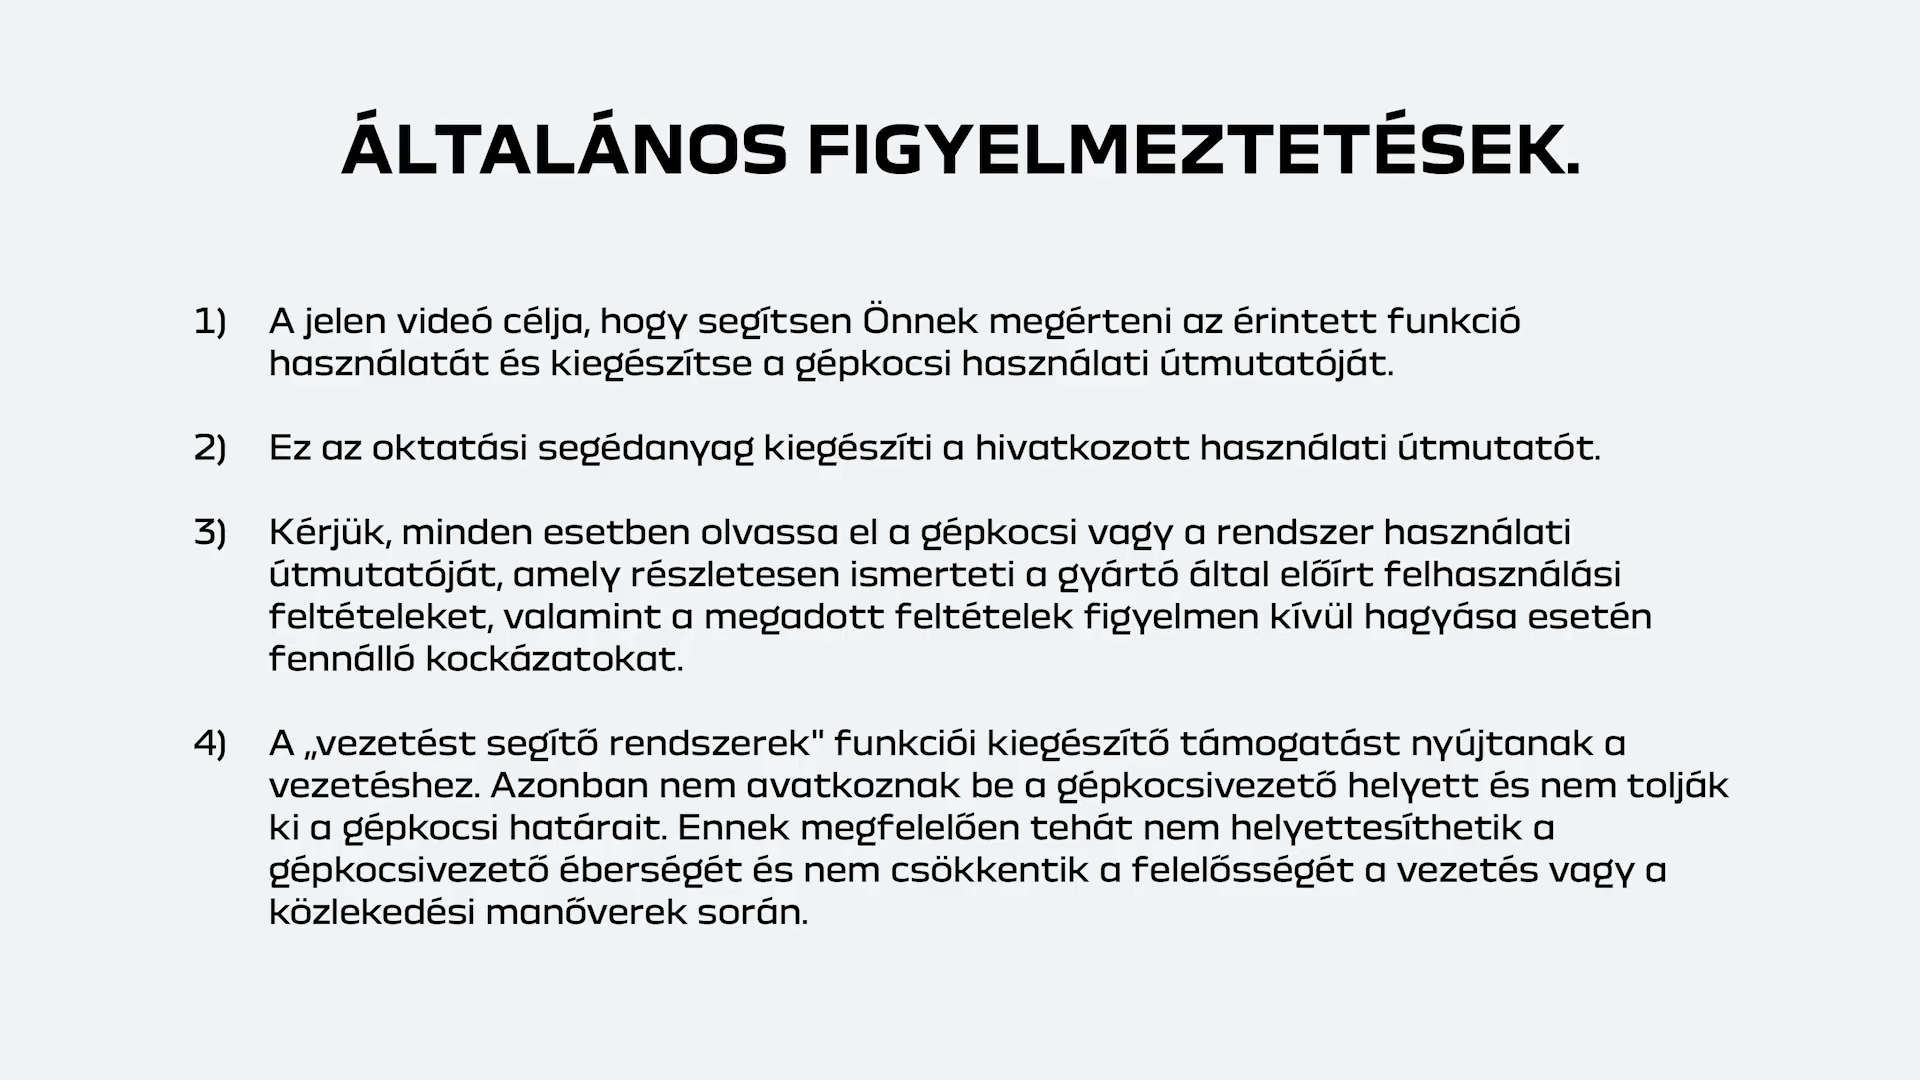 ÁLTALÁNOS FIGYELMEZTETÉSEK.
1) A jelen videó célja, hogy segítsen Önnek megérteni az érintett funkció
használatát és kiegészítse a gépkocsi használati útmutatóját.
2) Ez az oktatási segédanyag kiegészíti a hivatkozott használati útmutatót.
3) Kérjük, minden esetben olvassa el a gépkocsi vagy a rendszer használati
útmutatóját, amely részletesen ismerteti a gyártó által előírt felhasználási
feltételeket, valamint a megadott feltételek figyelmen kívül hagyása esetén
fennálló kockázatokat.
4) A „vezetést segítő rendszerek" funkciói kiegészítő támogatást nyújtanak a
vezetéshez. Azonban nem avatkoznak be a gépkocsivezető helyett és nem tolják
ki a gépkocsi határait. Ennek megfelelően tehát nem helyettesíthetik a
gépkocsivezető éberségét és nem csökkentik a felelősségét a vezetés vagy a
közlekedési manőverek során.